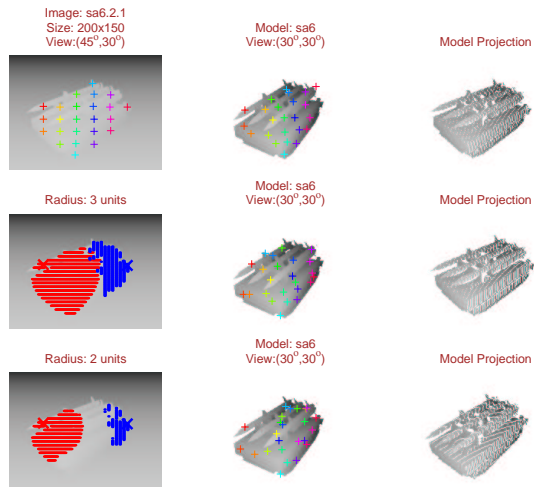 Image: sa6.2.1
Size: 200x150
View:(45°,30°)
Model: sa6
View:(30°,30°)
Model Projection
Radius: 3 units
Model: sa6
View:(30°,30°)
Model Projection
Radius: 2 units
Model: sa6
View:(30°,30°)
Model Projection